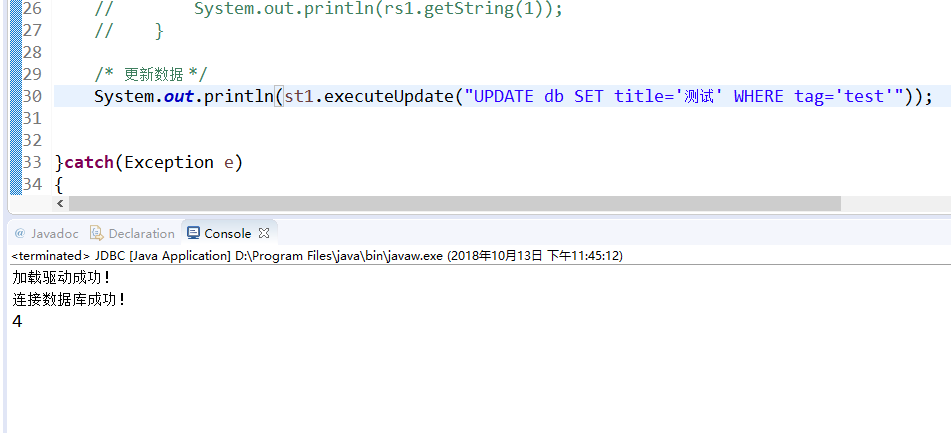 26 // System.out.println(rs1.getString(1));
27 // }
28
29 /* 更新数据 */
30 System.out.println(st1.executeUpdate("UPDATE db SET title='测试' WHERE tag='test'"));
31
32
33 }catch(Exception e)
34 {
@ Javadoc Declaration Console
<terminated> JDBC [Java Application] D:\Program Files\java\bin\javaw.exe (2018年10月13日 下午11:45:12)
加载驱动成功!
连接数据库成功!
4